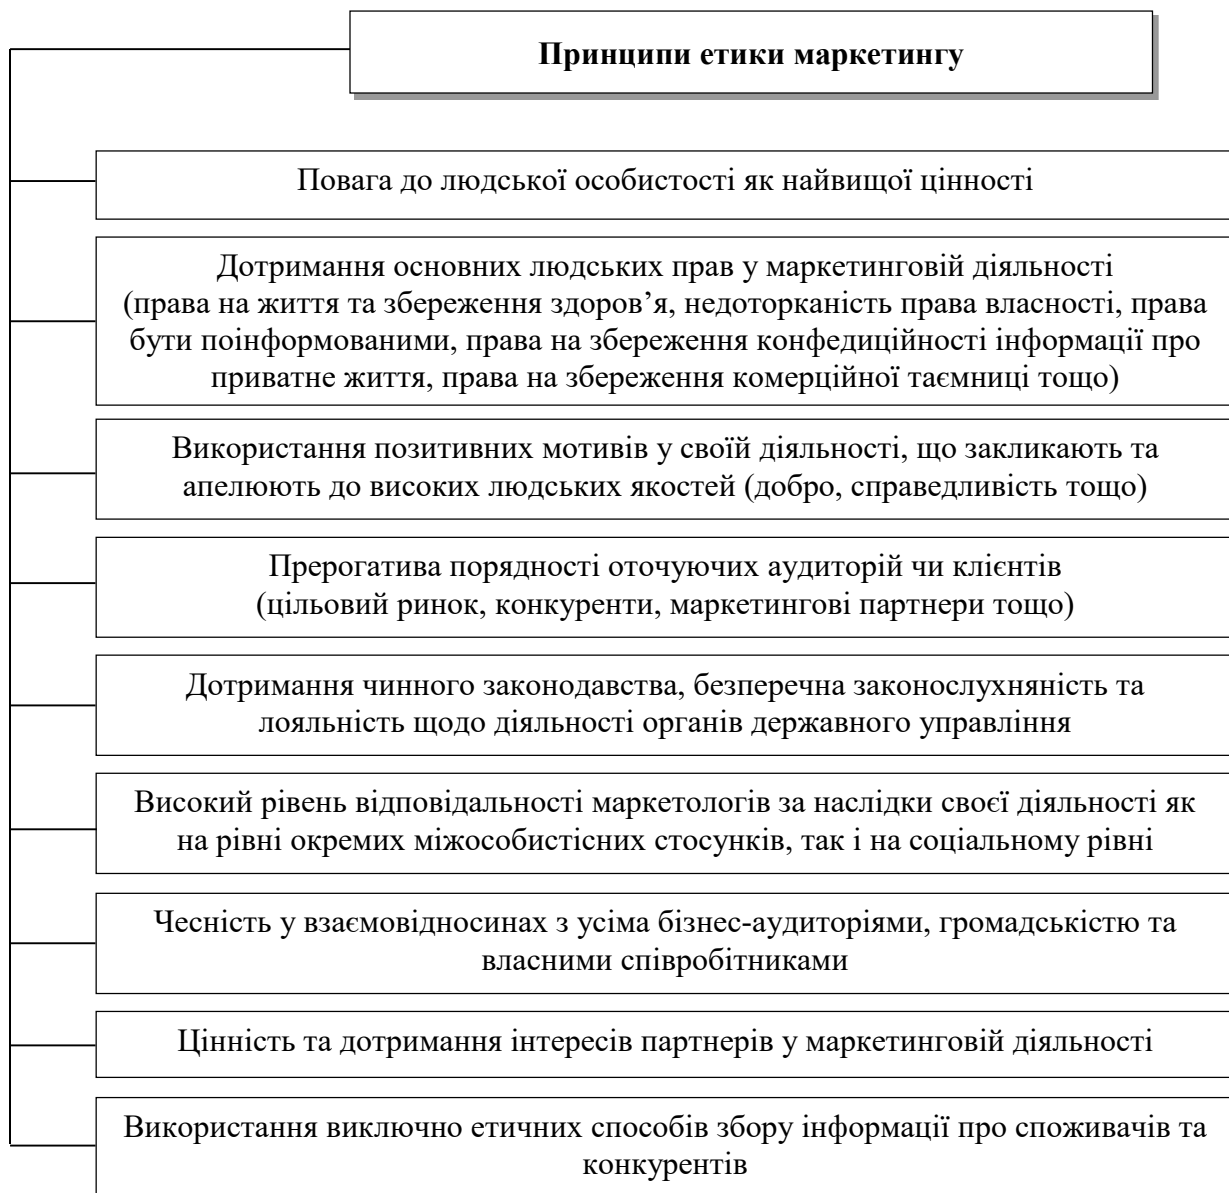 Принципи етики маркетингу
Повага до людської особистості як найвищої цінності
Дотримання основних людських прав у маркетинговій діяльності
(права на життя та збереження здоров’я, недоторканість права власності, права
бути поінформованими, права на збереження конфедиційності інформації про
приватне життя, права на збереження комерційної таємниці тощо)
Використання позитивних мотивів у своїй діяльності, що закликають та
апелюють до високих людських якостей (добро, справедливість тощо)
Прерогатива порядності оточуючих аудиторій чи клієнтів
(цільовий ринок, конкуренти, маркетингові партнери тощо)
Дотримання чинного законодавства, безперечна законослухняність та
лояльність щодо діяльності органів державного управління
Високий рівень відповідальності маркетологів за наслідки своєї діяльності як
на рівні окремих міжособистісних стосунків, так і на соціальному рівні
Чесність у взаємовідносинах з усіма бізнес-аудиторіями, громадськістю та
власними співробітниками
Цінність та дотримання інтересів партнерів у маркетинговій діяльності
Використання виключно етичних способів збору інформації про споживачів та
конкурентів